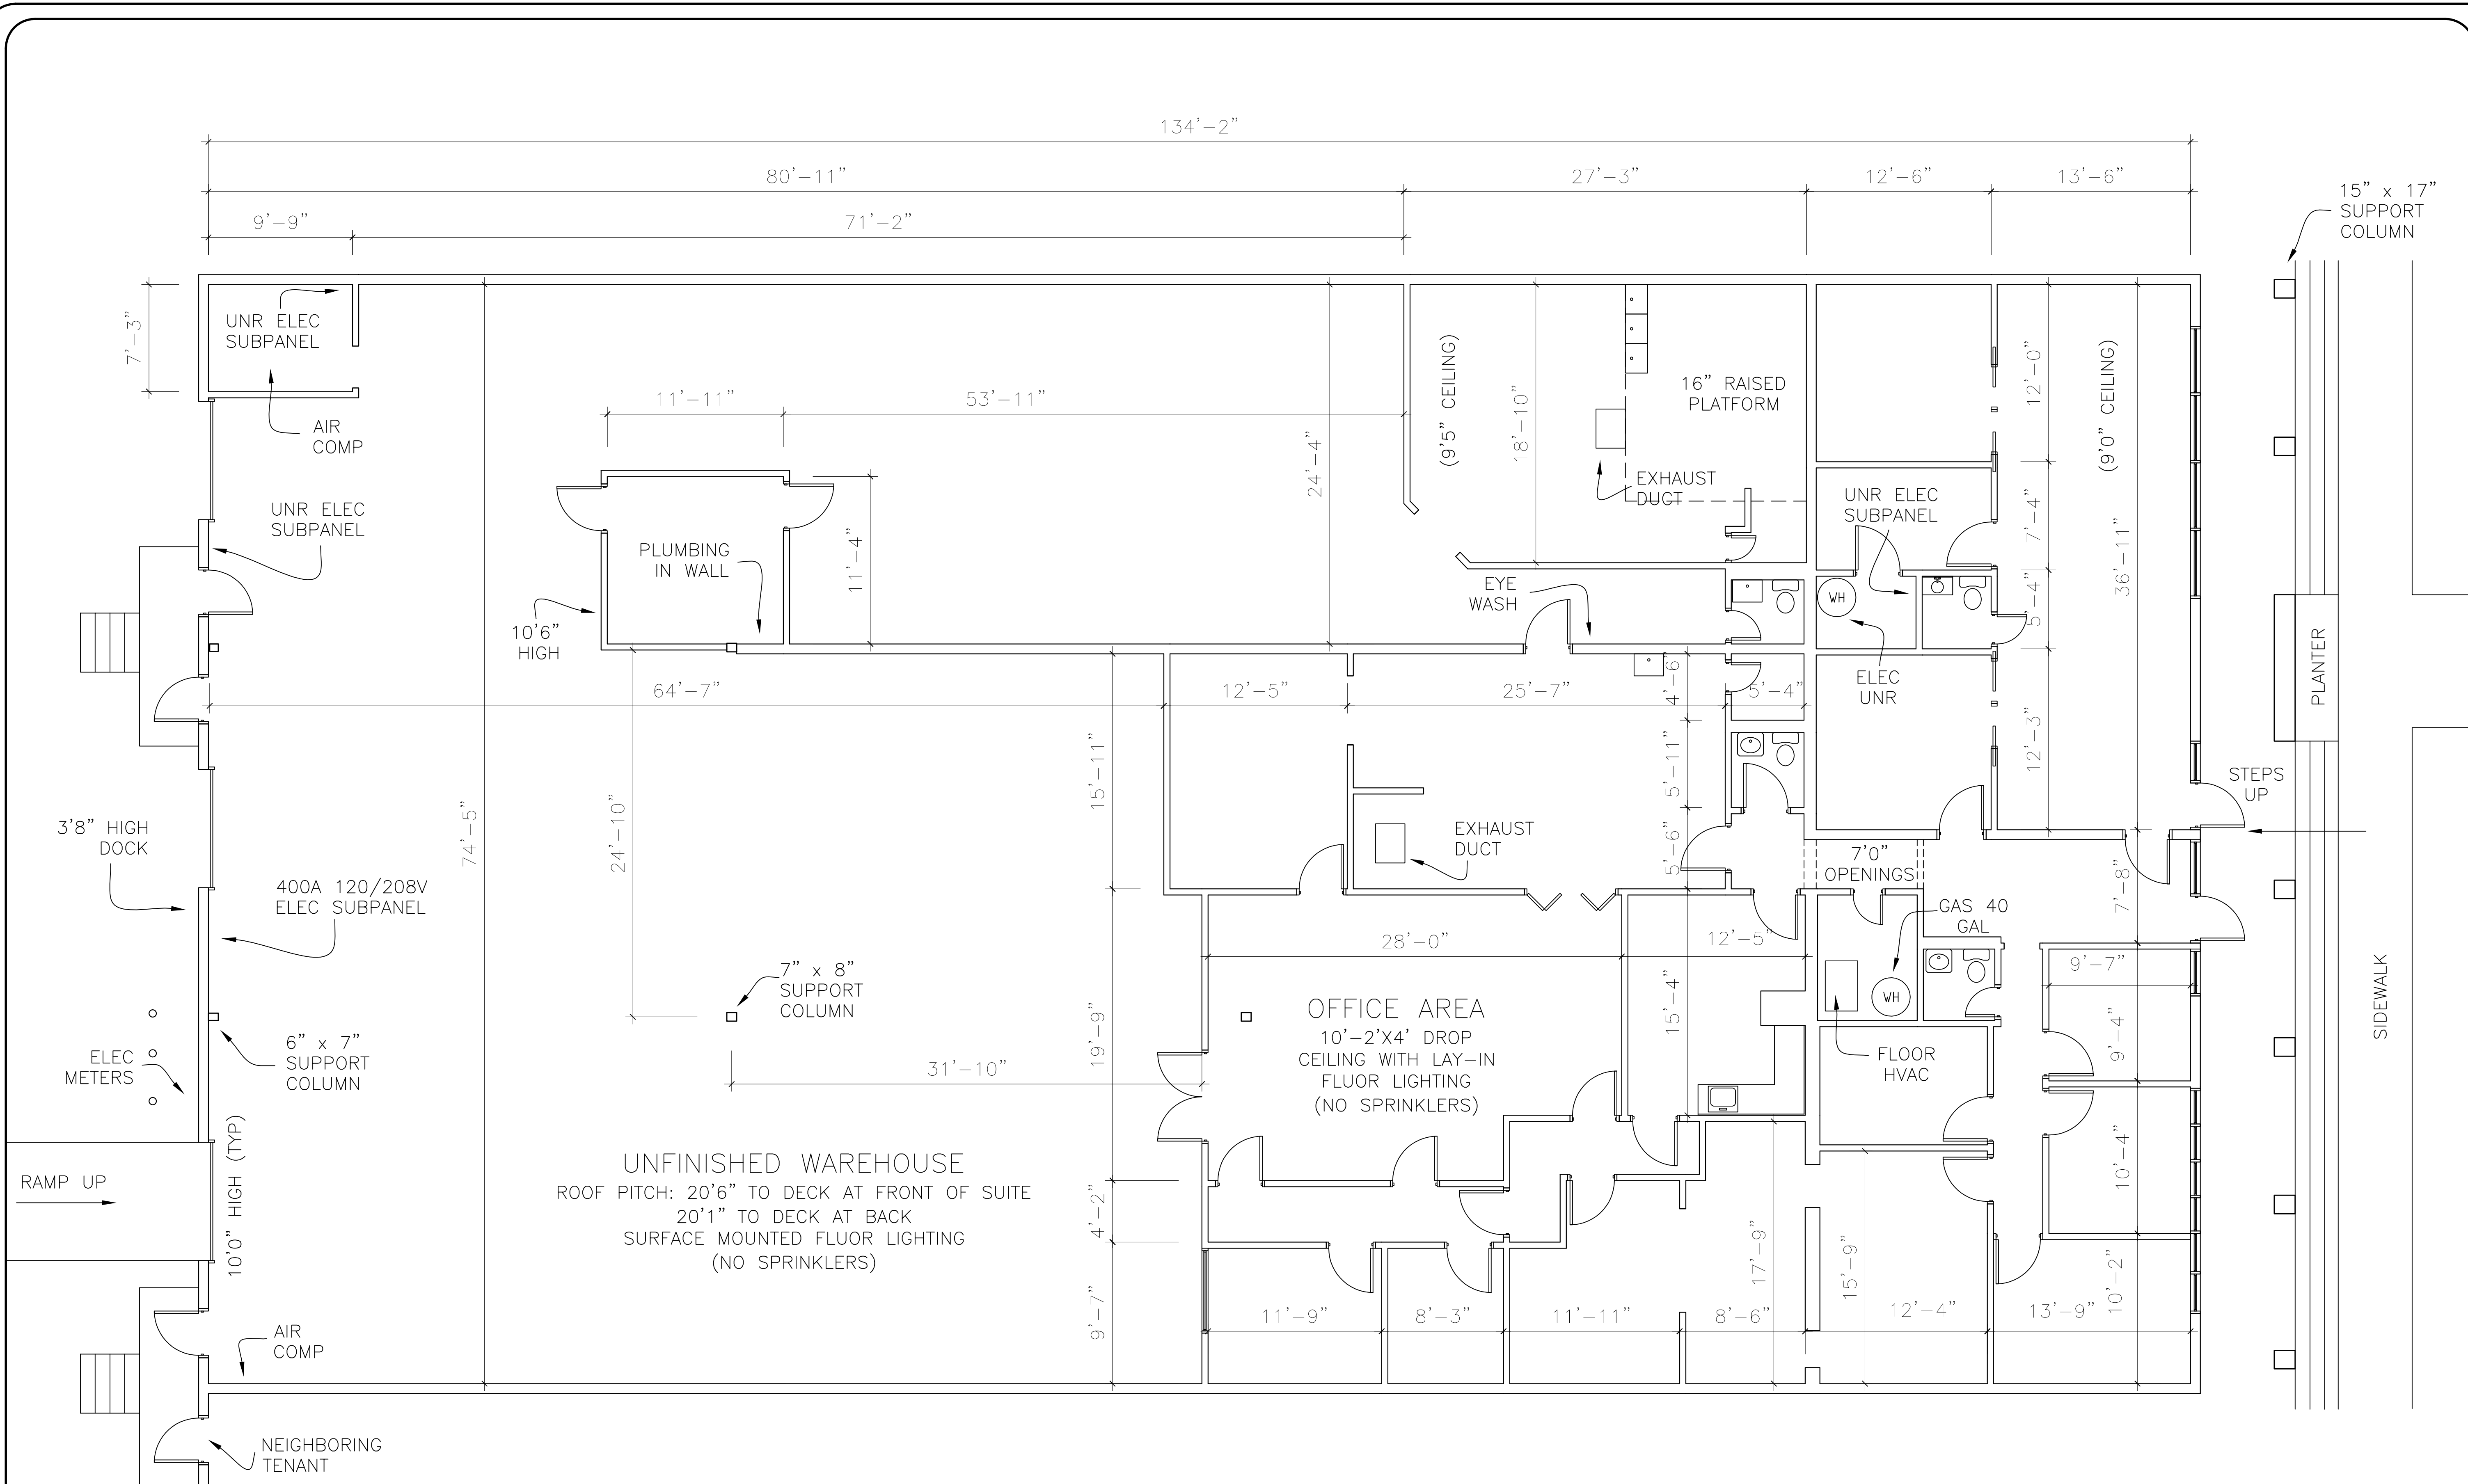 134'-2"
80'-11"
27'-3"
12'-6"
13'-6"
9'-9"
71'-2"
15" x 17"
SUPPORT
COLUMN
7'-3"
UNR ELEC
SUBPANEL
AIR
COMP
UNR ELEC
SUBPANEL
11'-11"
53'-11"
24'-4"
(9'5" CEILING)
18'-10"
16" RAISED
PLATFORM
EXHAUST
DUCT
12'-0"
(9'0" CEILING)
UNR ELEC
SUBPANEL
7'-4"
5'-4"
36'-11"
PLUMBING
IN WALL
11'-4"
10'6"
HIGH
EYE
WASH
WH
ELEC
UNR
PLANTER
64'-7"
12'-5"
25'-7"
4'-6"
5'-4"
12'-3"
STEPS
UP
3'8" HIGH
DOCK
74'-5"
24'-10"
15'-11"
5'-11"
EXHAUST
DUCT
5'-6"
7'0"
OPENINGS
7'-8"
400A 120/208V
ELEC SUBPANEL
GAS 40
GAL
28'-0"
12'-5"
9'-7"
SIDEWALK
7" x 8"
SUPPORT
COLUMN
OFFICE AREA
10'-2'X4' DROP
CEILING WITH LAY-IN
FLUOR LIGHTING
(NO SPRINKLERS)
15'-4"
WH
9'-4"
FLOOR
HVAC
ELEC
METERS
6" x 7"
SUPPORT
COLUMN
31'-10"
19'-9"
RAMP UP
10'0" HIGH (TYP)
UNFINISHED WAREHOUSE
ROOF PITCH: 20'6" TO DECK AT FRONT OF SUITE
20'1" TO DECK AT BACK
SURFACE MOUNTED FLUOR LIGHTING
(NO SPRINKLERS)
4'-2"
10'-4"
17'-9"
15'-9"
10'-2"
9'-7"
11'-9"
8'-3"
11'-11"
8'-6"
12'-4"
13'-9"
AIR
COMP
NEIGHBORING
TENANT